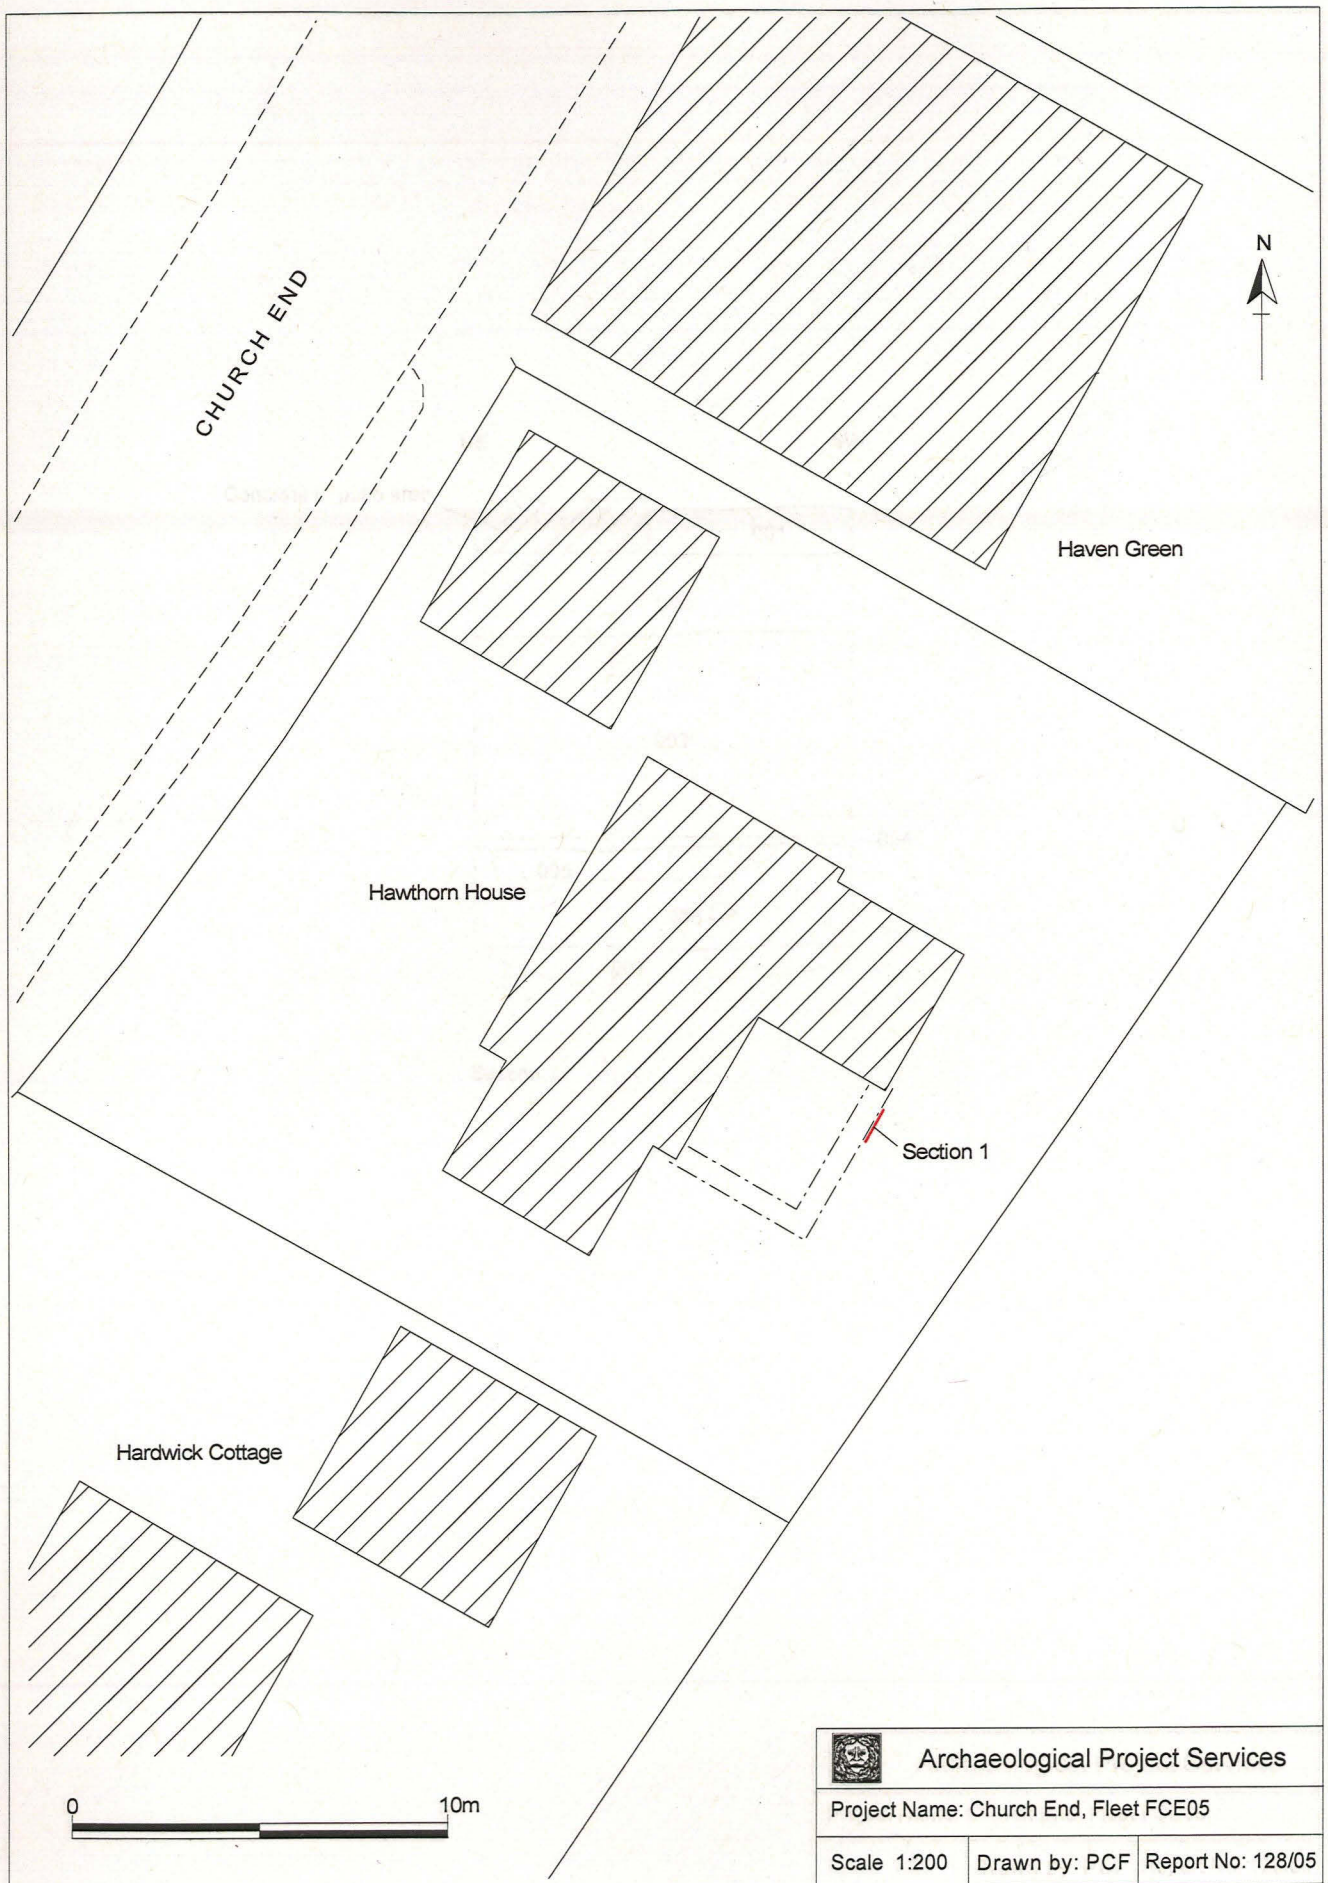 CHURCH END
N
Haven Green
Hawthorn House
Section 1
Hardwick Cottage
0 10m
Archaeological Project Services
Project Name: Church End, Fleet FCE05
Scale 1:200 Drawn by: PCF Report No: 128/05